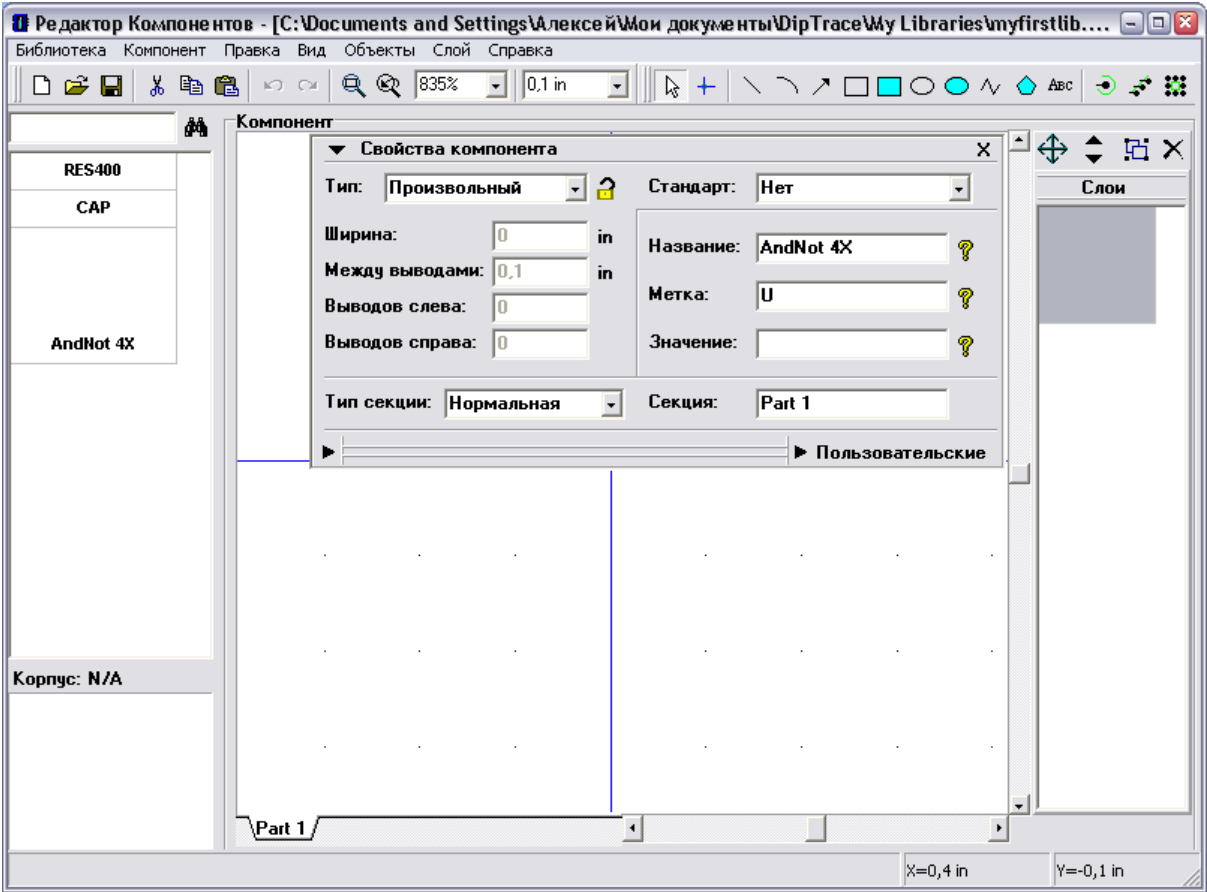 Редактор Компонентов - [C:\Documents and Settings\Алексей\Мои документы\DipTrace\My Libraries\myfirstlib....
Библиотека Компонент Правка Вид Объекты Слой Справка
835% 0,1 in ABC
Компонент
Свойства компонента X
Слои
RES400
CAP
AndNot 4X
Тип: Произвольный Стандарт: Нет
Ширина: 0 in
Между выводами: 0,1 in
Выводов слева: 0
Выводов справа: 0
Название: AndNot 4X
Метка: U
Значение:
Тип секции: Нормальная Секция: Part 1
Пользовательские
Корпус: N/A
Part 1
X=0,4 in Y=-0,1 in